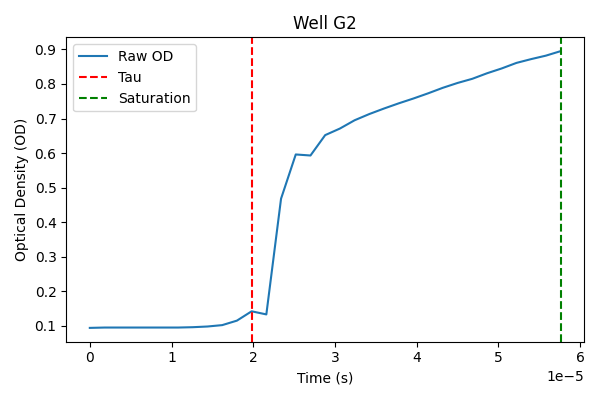 Well G2
Raw OD
Tau
Saturation
Optical Density (OD)
0.9
0.8
0.7
0.6
0.5
0.4
0.3
0.2
0.1
0 1 2 3 4 5 6
1e−5
Time (s)